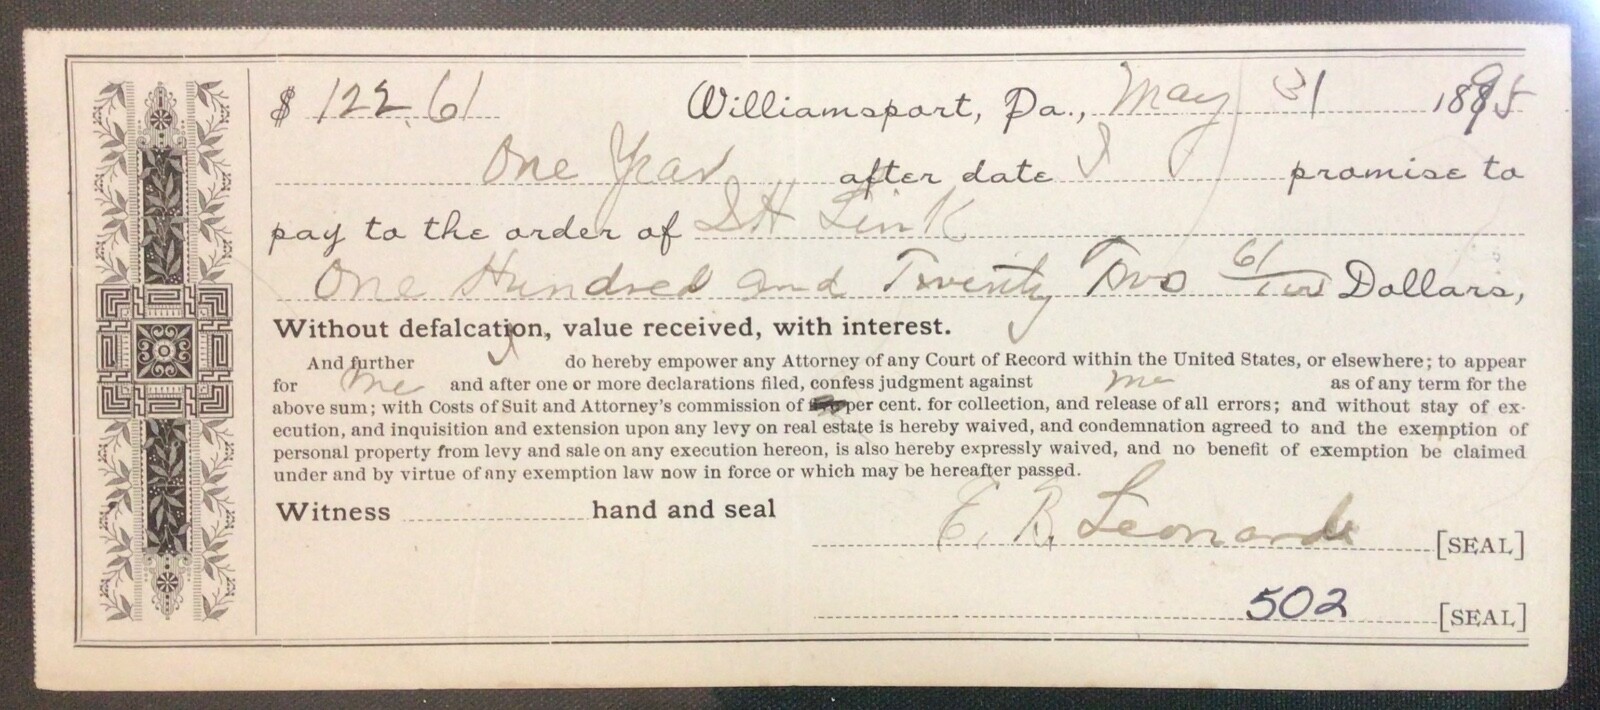 $ 122.61 Williamsport, Pa., May 31 1895
One Year after date I promise to
pay to the order of S H Link
One Hundred and Twenty Two 61/100 Dollars,
Without defalcation, value received, with interest.
And further I do hereby empower any Attorney of any Court of Record within the United States, or elsewhere; to appear
for me and after one or more declarations filed, confess judgment against me as of any term for the
above sum; with Costs of Suit and Attorney's commission of per cent. for collection, and release of all errors; and without stay of ex-
ecution, and inquisition and extension upon any levy on real estate is hereby waived, and condemnation agreed to and the exemption of
personal property from levy and sale on any execution hereon, is also hereby expressly waived, and no benefit of exemption be claimed
under and by virtue of any exemption law now in force or which may be hereafter passed.
Witness hand and seal
E. R. Leonard [SEAL]
502 [SEAL]